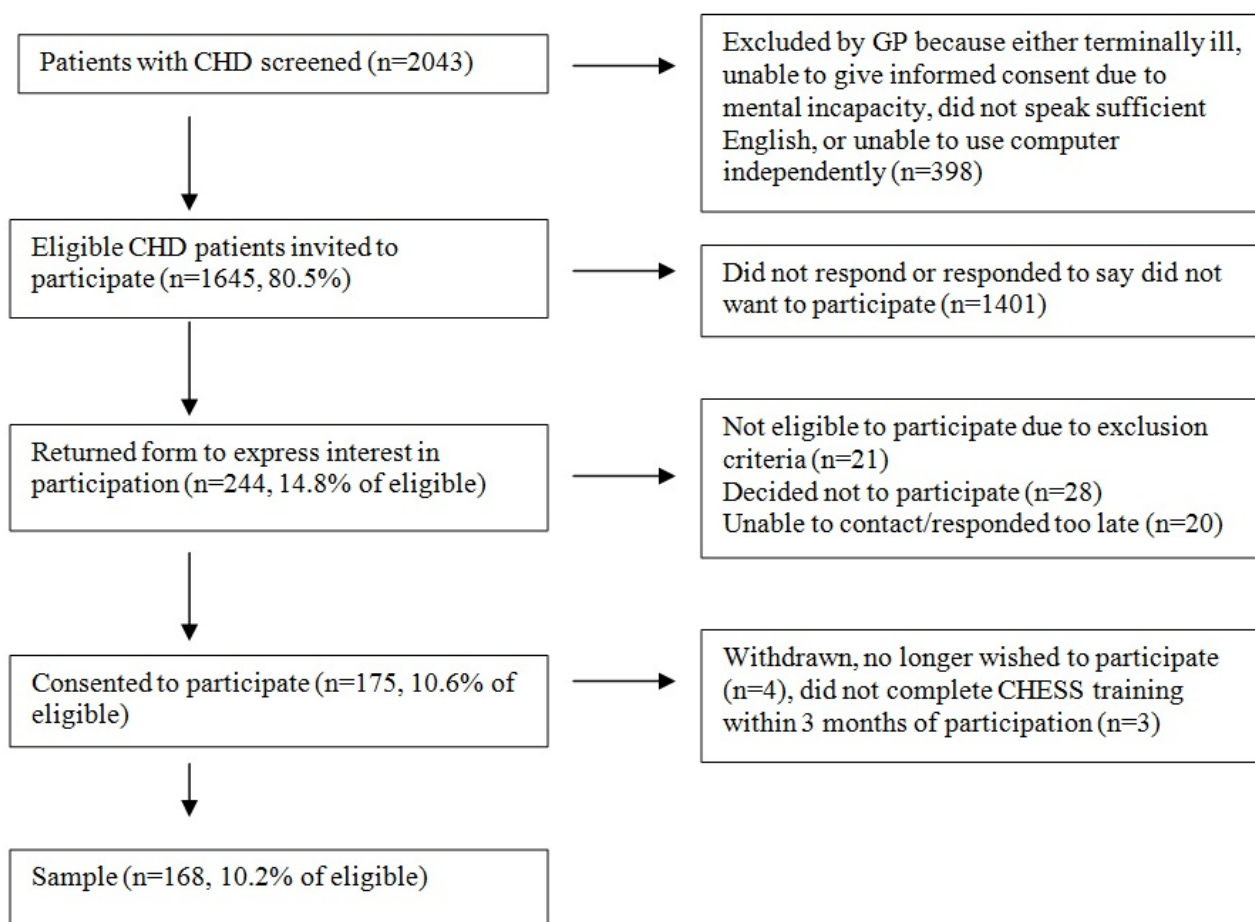 Patients with CHD screened (n=2043)
Excluded by GP because either terminally ill,
unable to give informed consent due to
mental incapacity, did not speak sufficient
English, or unable to use computer
independently (n=398)
Eligible CHD patients invited to
participate (n=1645, 80.5%)
Did not respond or responded to say did not
want to participate (n=1401)
Returned form to express interest in
participation (n=244, 14.8% of eligible)
Not eligible to participate due to exclusion
criteria (n=21)
Decided not to participate (n=28)
Unable to contact/responded too late (n=20)
Consented to participate (n=175, 10.6% of
eligible)
Withdrawn, no longer wished to participate
(n=4), did not complete CHESS training
within 3 months of participation (n=3)
Sample (n=168, 10.2% of eligible)